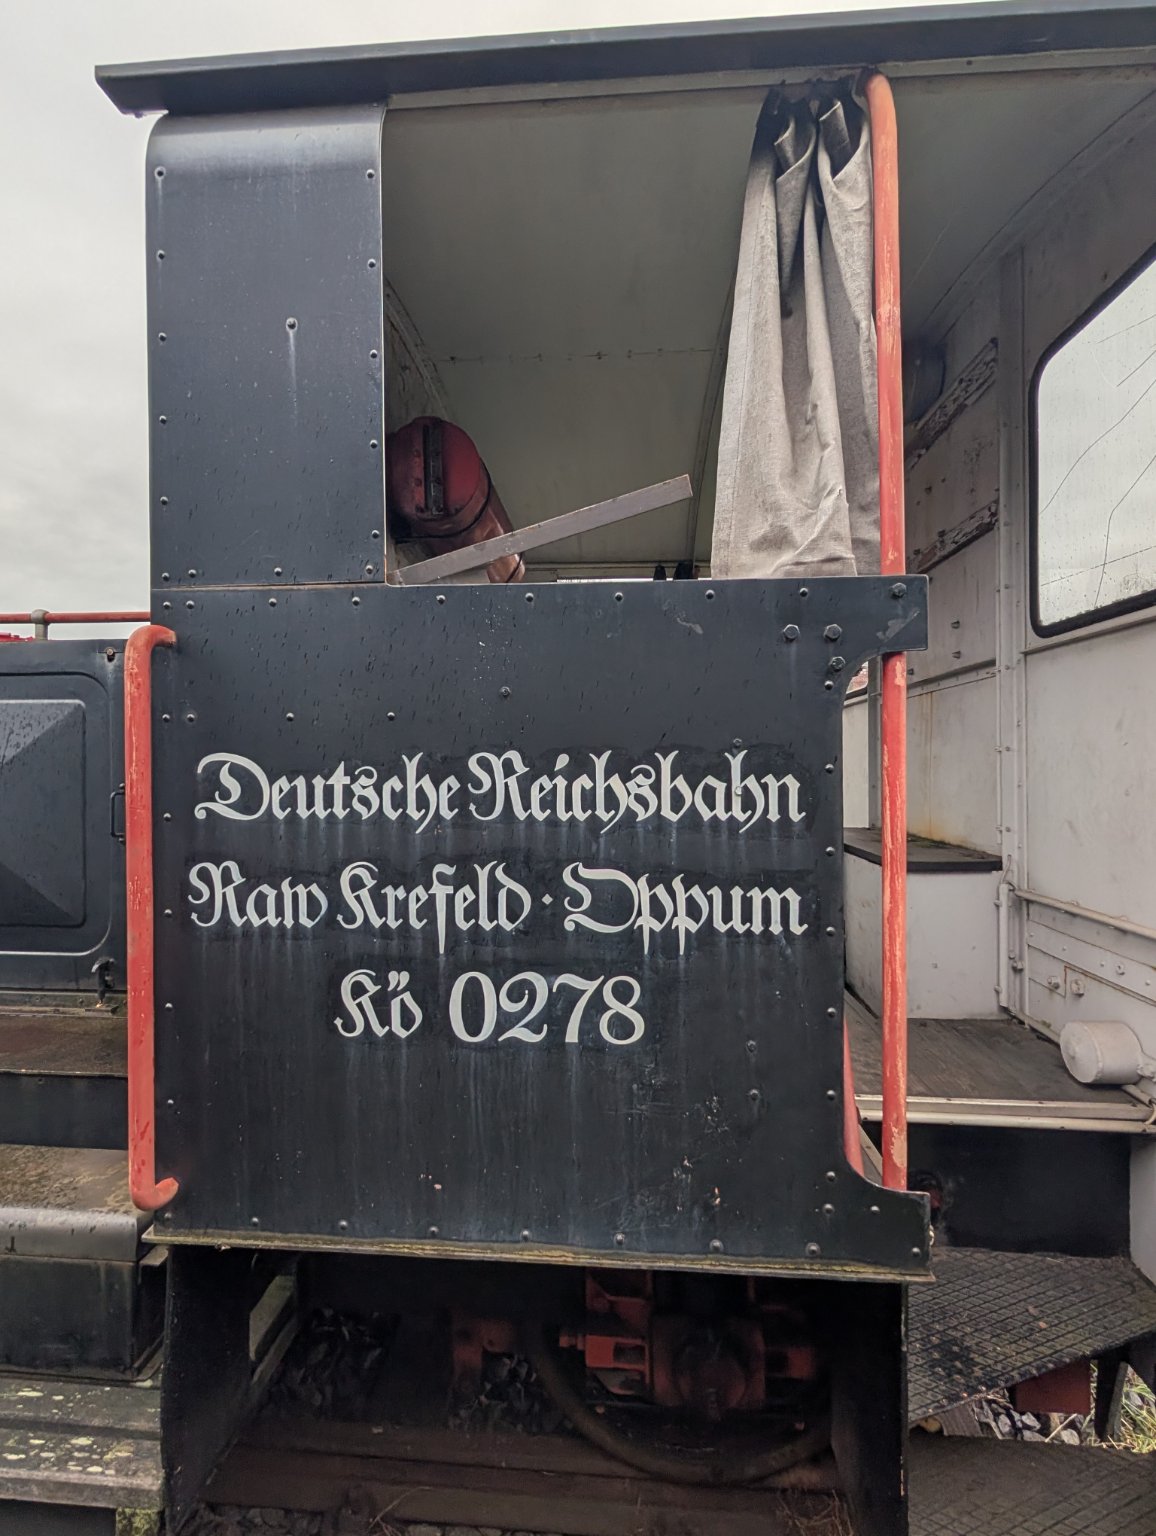 Deutsche Reichsbahn
Raw Krefeld · Oppum
Kö 0278